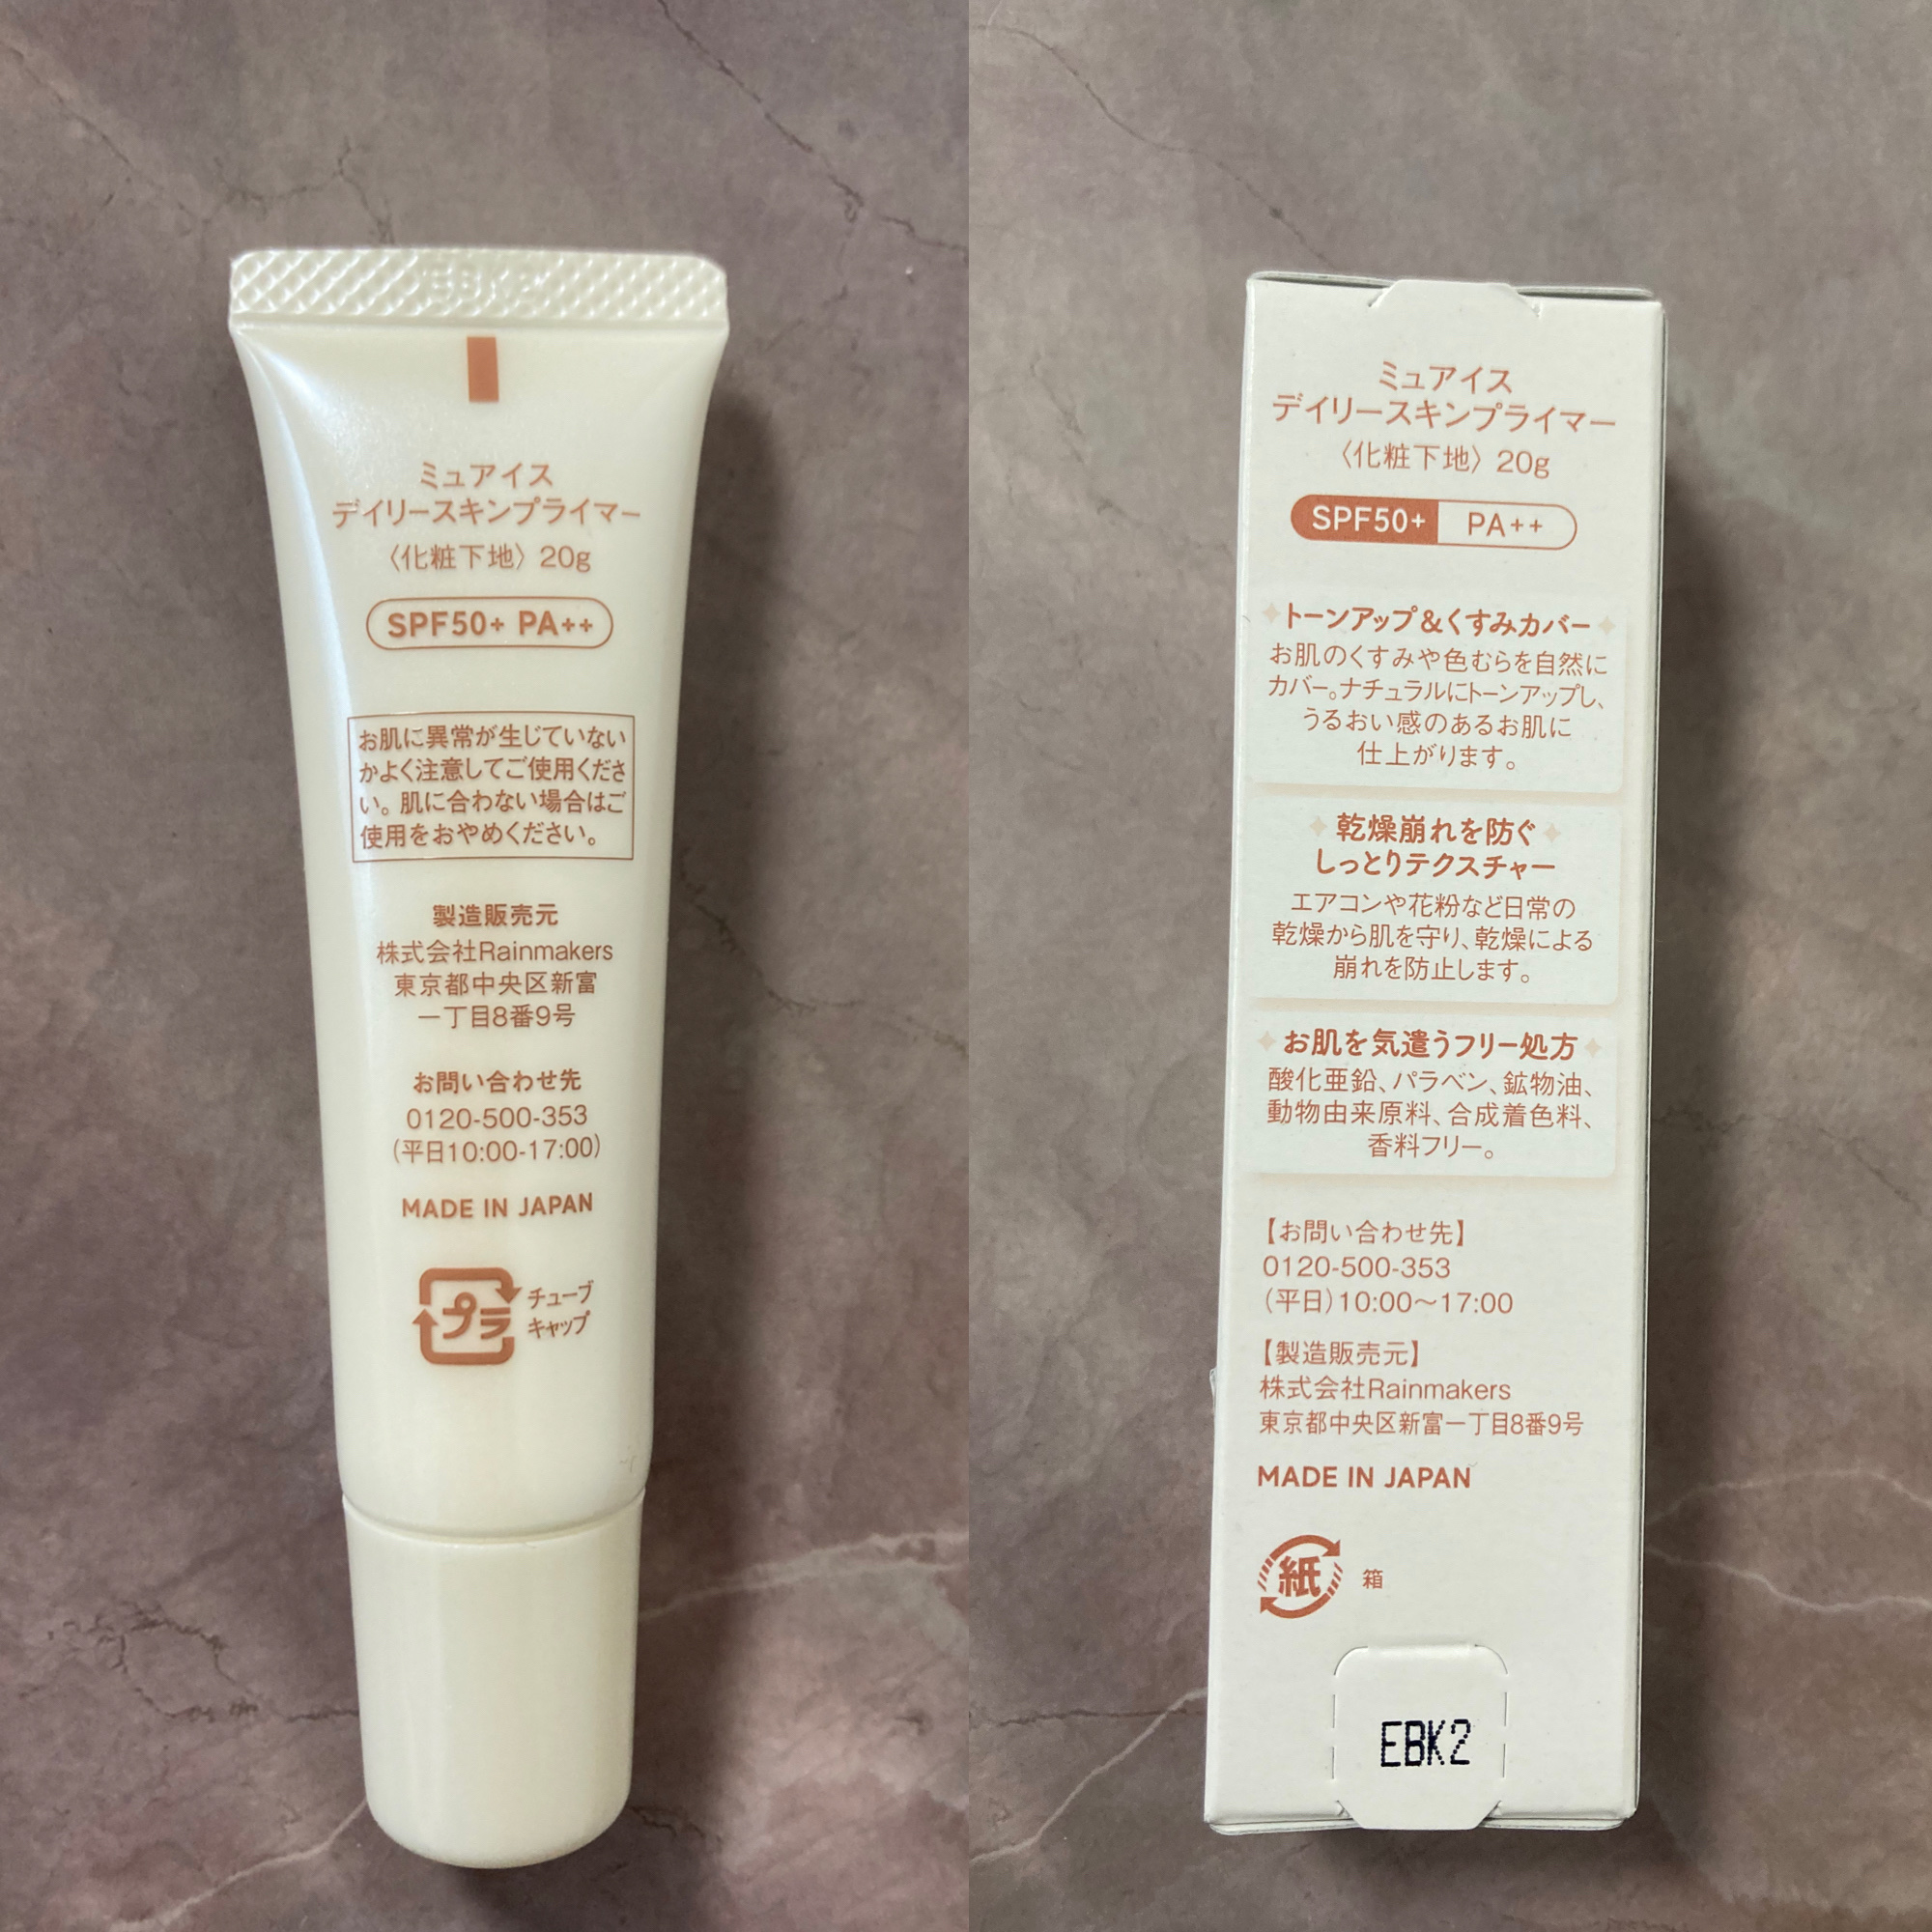 EBK2
ミュアイス
デイリースキンプライマー
〈化粧下地〉20g
SPF50+ PA++
お肌に異常が生じていない
かよく注意してご使用くださ
い。肌に合わない場合はご
使用をおやめください。
製造販売元
株式会社Rainmakers
東京都中央区新富
一丁目8番9号
お問い合わせ先
0120-500-353
(平日10:00-17:00)
MADE IN JAPAN
プラ
チューブ
キャップ
ミュアイス
デイリースキンプライマー
〈化粧下地〉20g
SPF50+ PA++
トーンアップ&くすみカバー
お肌のくすみや色むらを自然に
カバー。ナチュラルにトーンアップし、
うるおい感のあるお肌に
仕上がります。
乾燥崩れを防ぐ
しっとりテクスチャー
エアコンや花粉など日常の
乾燥から肌を守り、乾燥による
崩れを防止します。
お肌を気遣うフリー処方
酸化亜鉛、パラベン、鉱物油、
動物由来原料、合成着色料、
香料フリー。
【お問い合わせ先】
0120-500-353
(平日)10:00〜17:00
【製造販売元】
株式会社Rainmakers
東京都中央区新富一丁目8番9号
MADE IN JAPAN
紙 箱
EBK2